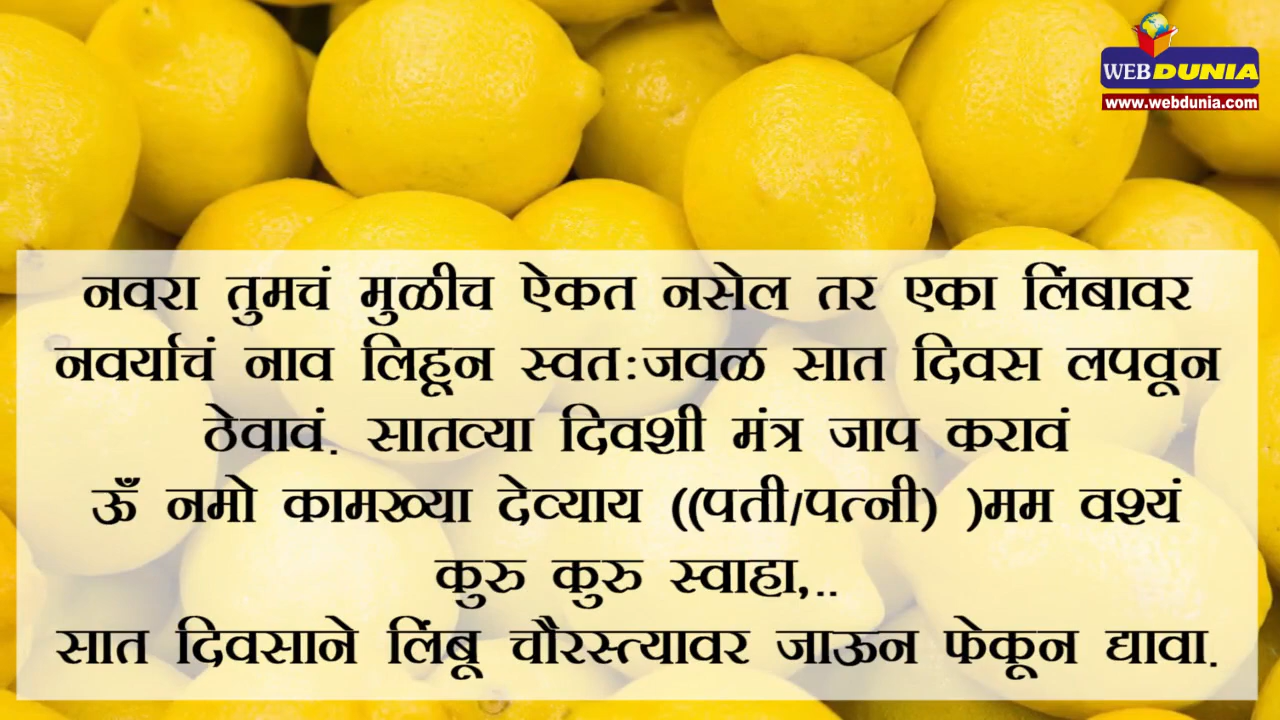 WEBDUNIA
www.webdunia.com
नवरा तुमचं मुळीच ऐकत नसेल तर एका लिंबावर
नवर्याचं नाव लिहून स्वतःजवळ सात दिवस लपवून
ठेवावं. सातव्या दिवशी मंत्र जाप करावं
ऊँ नमो कामख्या देव्याय ((पती/पत्नी) )मम वश्यं
कुरु कुरु स्वाहा,..
सात दिवसाने लिंबू चौरस्त्यावर जाऊन फेकून द्यावा.